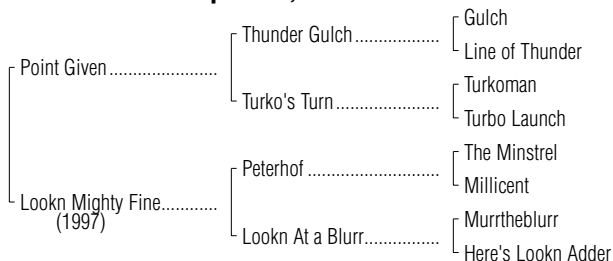 Gulch
Thunder Gulch....................
Line of Thunder
Point Given.........................
Turkoman
Turko's Turn.........................
Turbo Launch
The Minstrel
Peterhof ..............................
Millicent
Lookn Mighty Fine.............
(1997)
Murrtheblurr
Lookn At a Blurr..................
Here's Lookn Adder